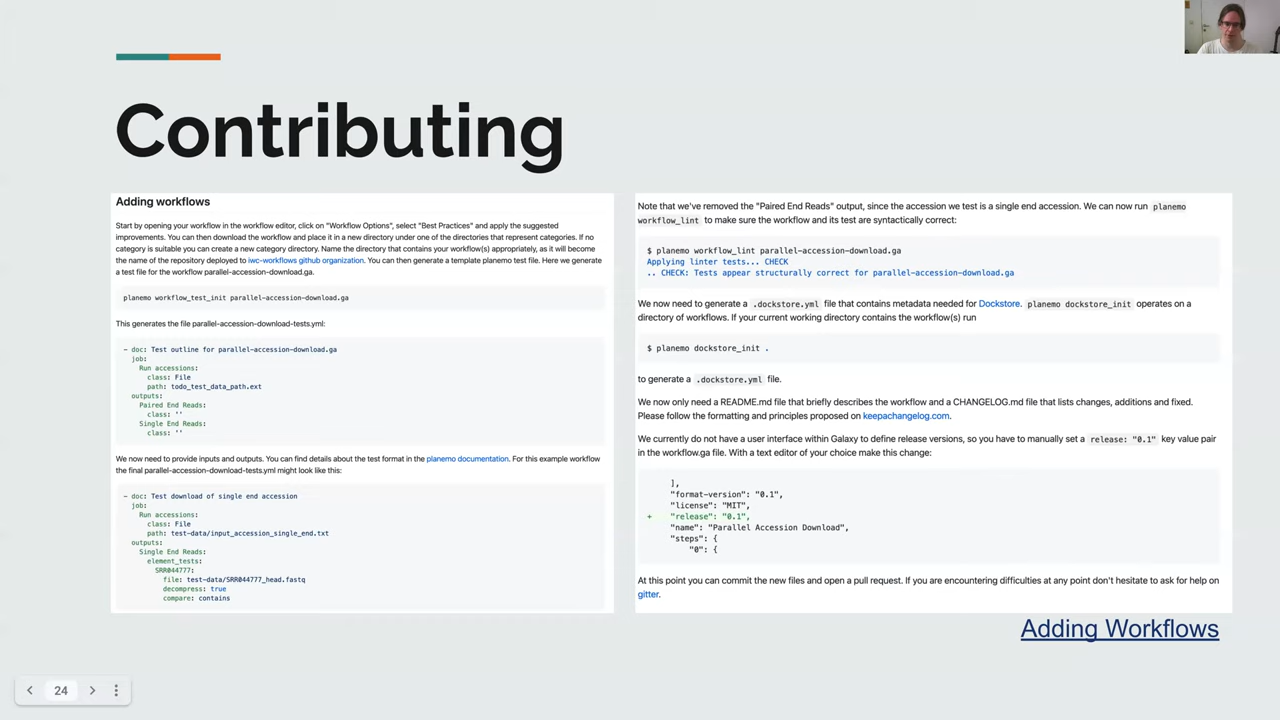 Contributing
Adding workflows
Start by opening your workflow in the workflow editor, click on "Workflow Options", select "Best Practices" and apply the suggested
improvements. You can then download the workflow and place it in a new directory under one of the directories that represent categories. If no
category is suitable you can create a new category directory. Name the directory that contains your workflow(s) appropriately, as it will become
the name of the repository deployed to iwc-workflows github organization. You can then generate a template planemo test file. Here we generate
a test file for the workflow parallel-accession-download.ga.
planemo workflow_test_init parallel-accession-download.ga
This generates the file parallel-accession-download-tests.yml:
- doc: Test outline for parallel-accession-download.ga
job:
Run accessions:
class: File
path: todo_test_data_path.ext
outputs:
Paired End Reads:
class: ''
Single End Reads:
class: ''
We now need to provide inputs and outputs. You can find details about the test format in the planemo documentation. For this example workflow
the final parallel-accession-download-tests.yml might look like this:
- doc: Test download of single end accession
job:
Run accessions:
class: File
path: test-data/input_accession_single_end.txt
outputs:
Single End Reads:
element_tests:
SRR044777:
file: test-data/SRR044777_head.fastq
decompress: true
compare: contains
Note that we've removed the "Paired End Reads" output, since the accession we test is a single end accession. We can now run planemo
workflow_lint to make sure the workflow and its test are syntactically correct:
$ planemo workflow_lint parallel-accession-download.ga
Applying linter tests... CHECK
.. CHECK: Tests appear structurally correct for parallel-accession-download.ga
We now need to generate a .dockstore.yml file that contains metadata needed for Dockstore. planemo dockstore_init operates on a
directory of workflows. If your current working directory contains the workflow(s) run
$ planemo dockstore_init .
to generate a .dockstore.yml file.
We now only need a README.md file that briefly describes the workflow and a CHANGELOG.md file that lists changes, additions and fixed.
Please follow the formatting and principles proposed on keepachangelog.com.
We currently do not have a user interface within Galaxy to define release versions, so you have to manually set a release: "0.1" key value pair
in the workflow.ga file. With a text editor of your choice make this change:
],
"format-version": "0.1",
"license": "MIT",
+ "release": "0.1",
"name": "Parallel Accession Download",
"steps": {
"0": {
At this point you can commit the new files and open a pull request. If you are encountering difficulties at any point don't hesitate to ask for help on
gitter.
Adding Workflows
24